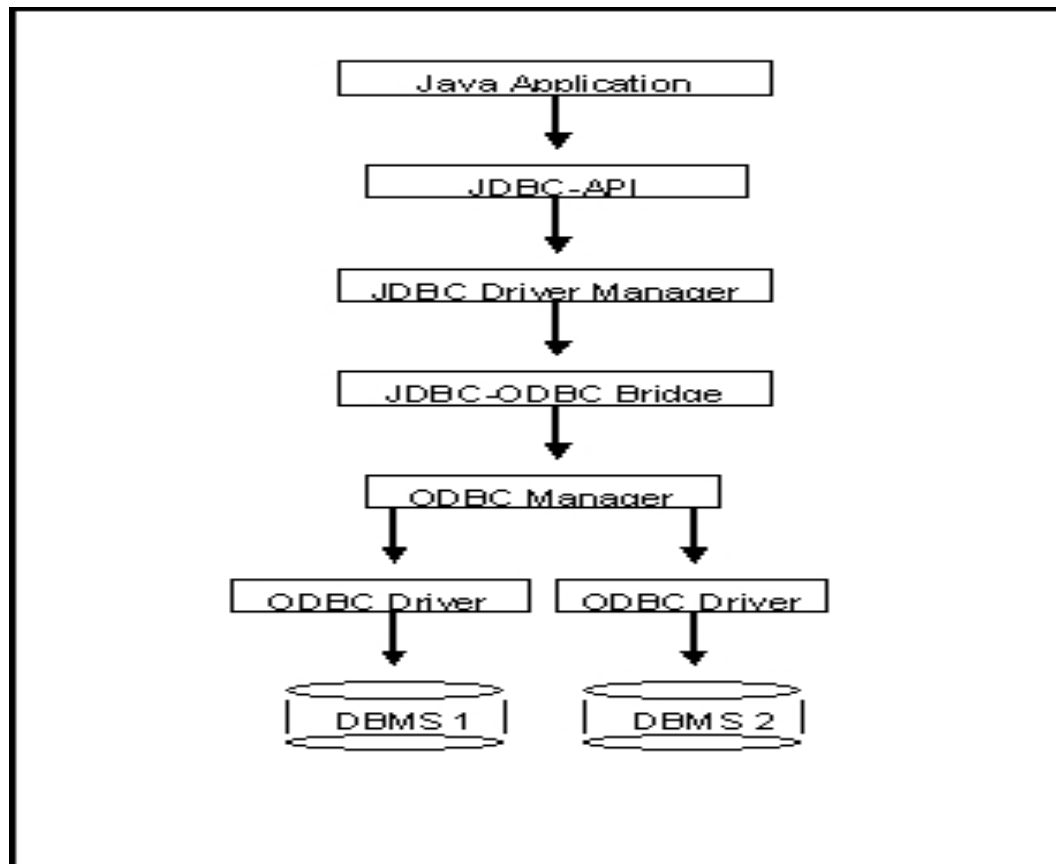 Java Application
JDBC-API
JDBC Driver Manager
JDBC-ODBC Bridge
ODBC Manager
ODBC Driver
ODBC Driver
DBMS 1
DBMS 2